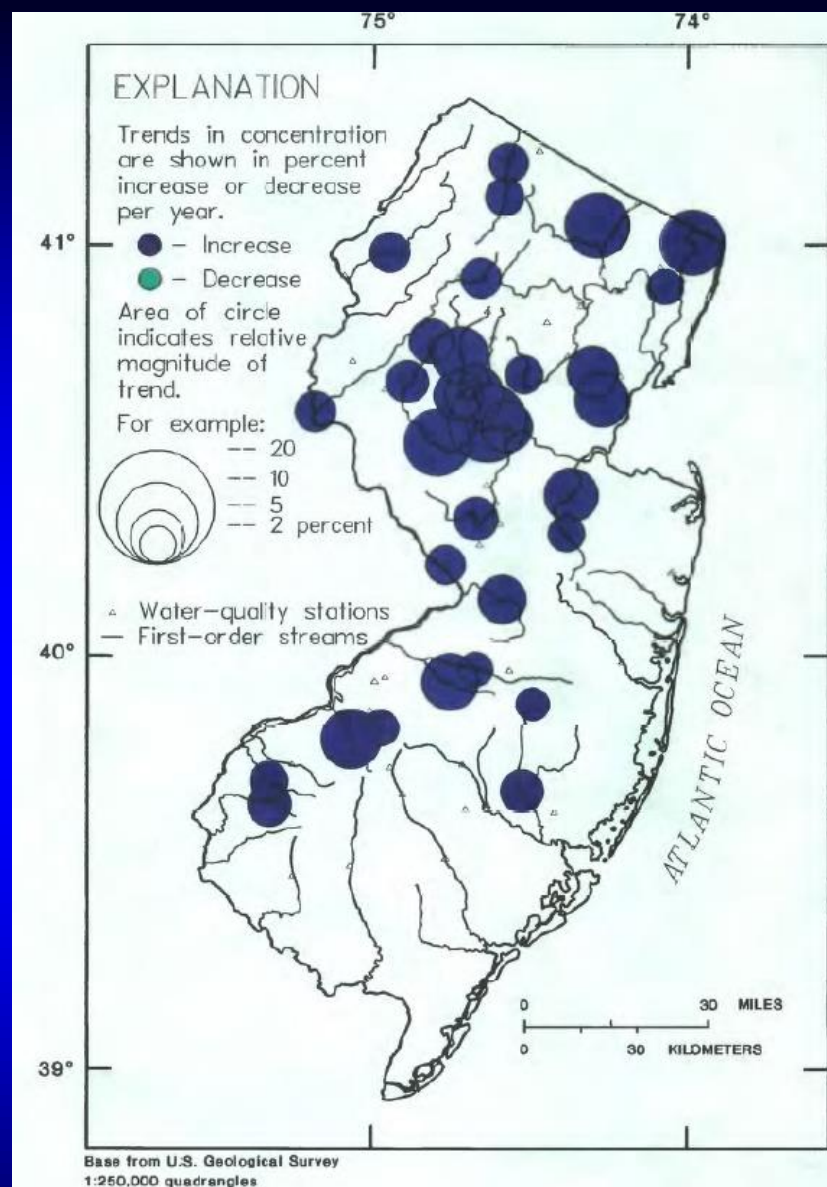 75° 74°
EXPLANATION
Trends in concentration
are shown in percent
increase or decrease
per year.
– Increase
– Decrease
Area of circle
indicates relative
magnitude of
trend.
For example:
-- 20
-- 10
-- 5
-- 2 percent
Water-quality stations
First-order streams
41°
40°
39°
ATLANTIC OCEAN
0 30 MILES
0 30 KILOMETERS
Base from U.S. Geological Survey
1:250,000 quadrangles